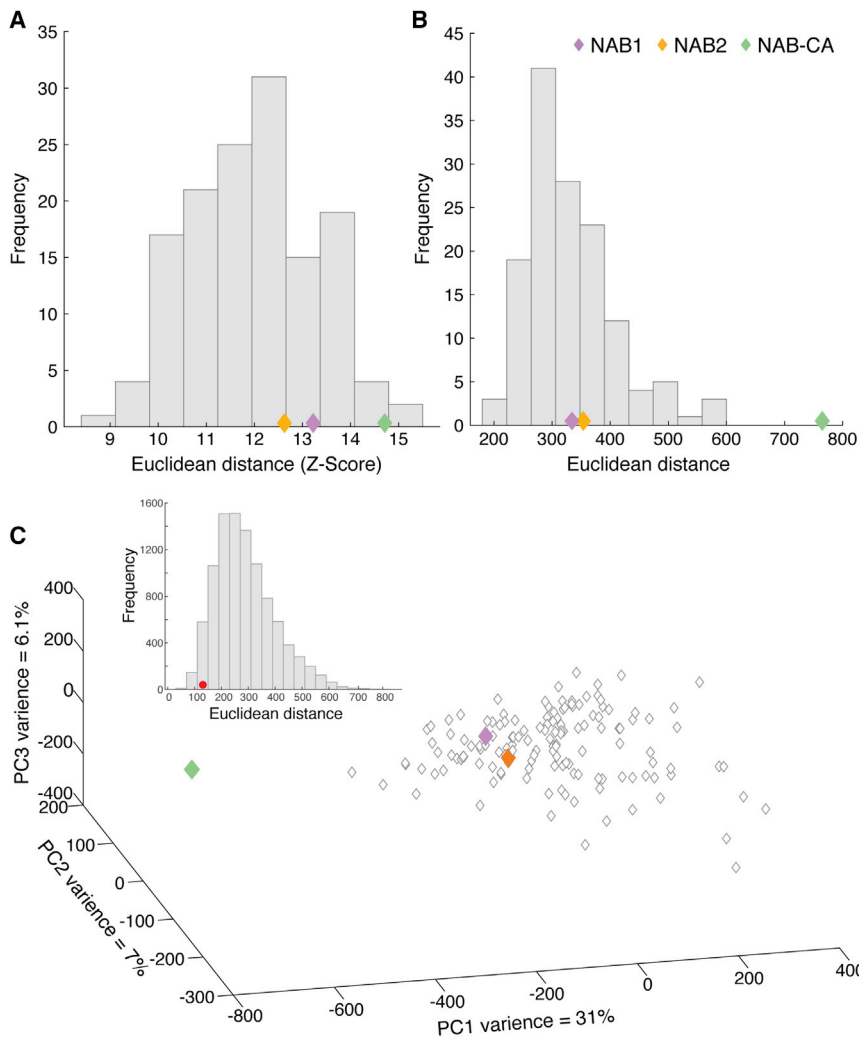 A
35
30
25
20
15
10
5
0
Frequency
9 10 11 12 13 14 15
Euclidean distance (Z-Score)
B
NAB1 NAB2 NAB-CA
45
40
35
30
25
20
15
10
5
0
Frequency
200 300 400 500 600 700 800
Euclidean distance
C
1600
1200
800
400
0
Frequency
0 100 200 300 400 500 600 700 800
Euclidean distance
400
200
0
-200
-400
PC3 varience = 6.1%
200
100
0
-100
-200
-300
PC2 varience = 7%
-800 -600 -400 -200 0 200 400
PC1 varience = 31%